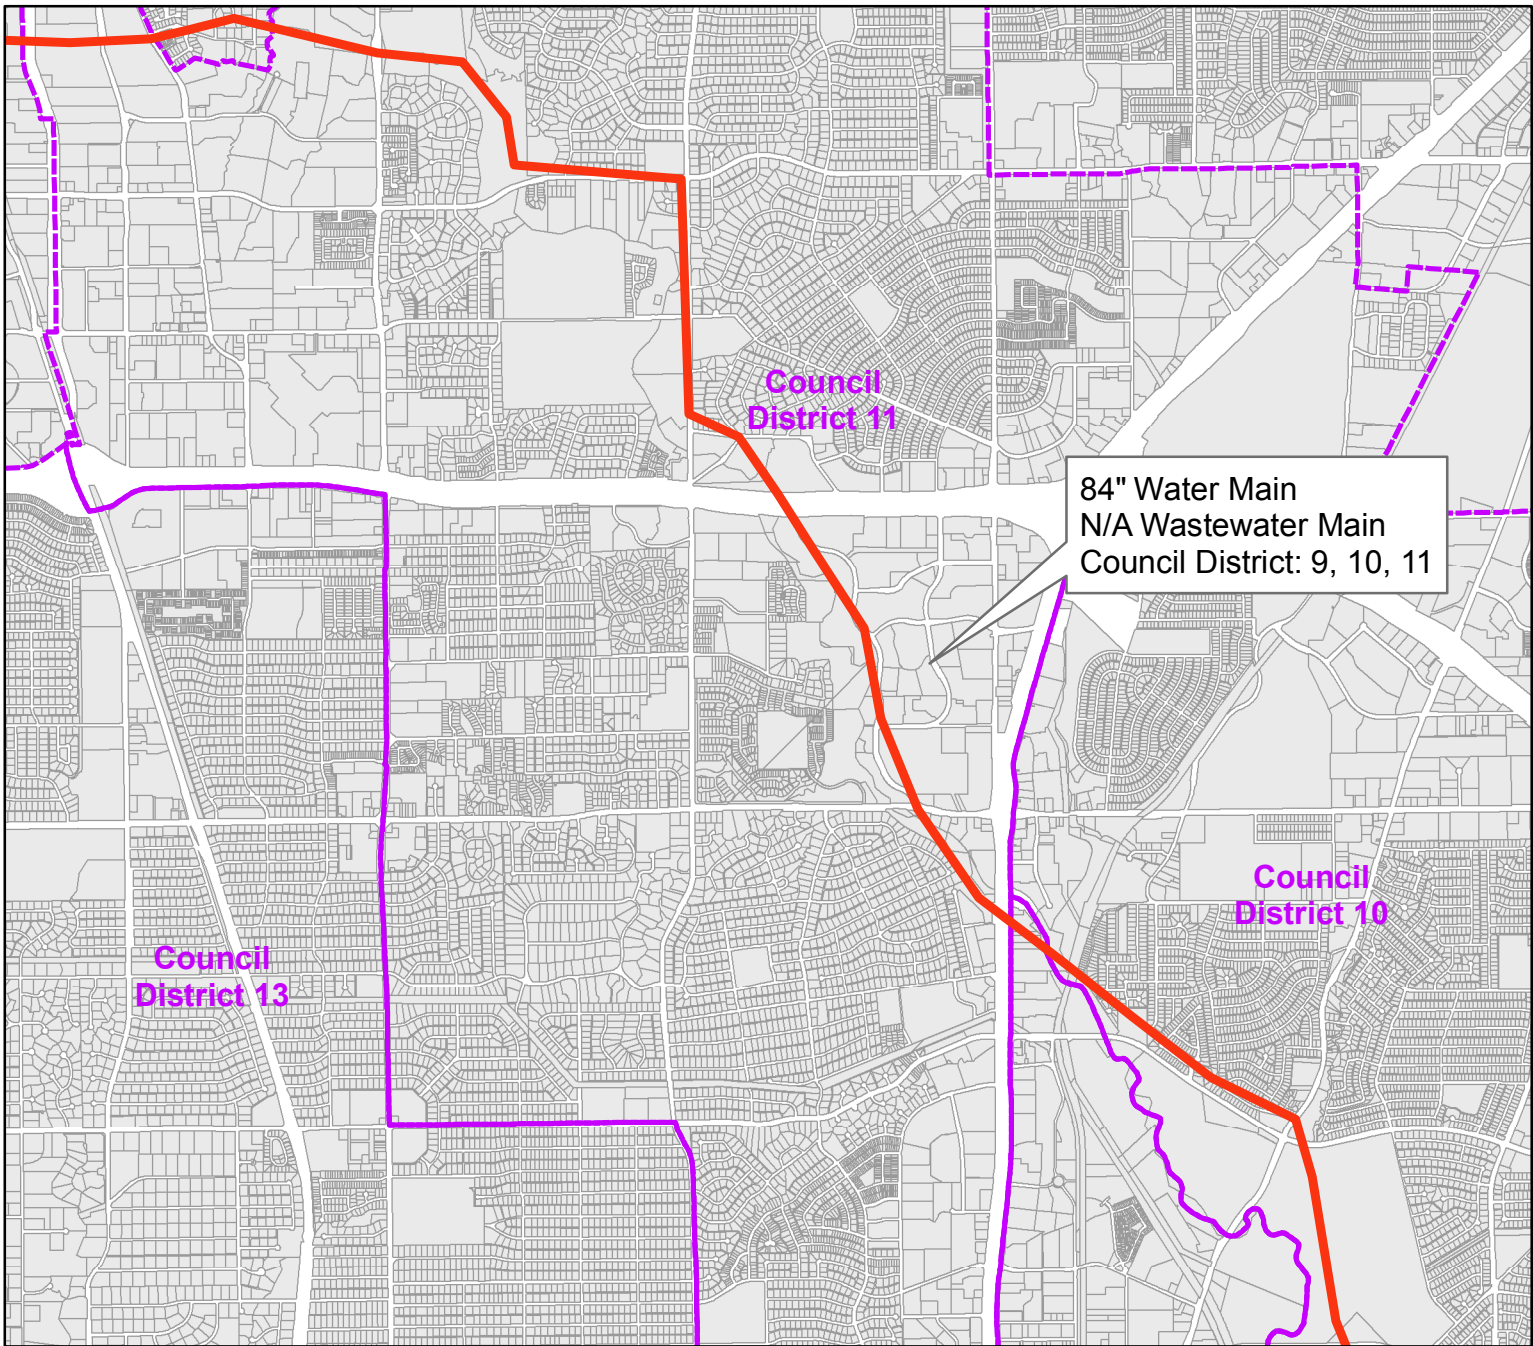 Council
District 11
84" Water Main
N/A Wastewater Main
Council District: 9, 10, 11
Council
District 10
Council
District 13